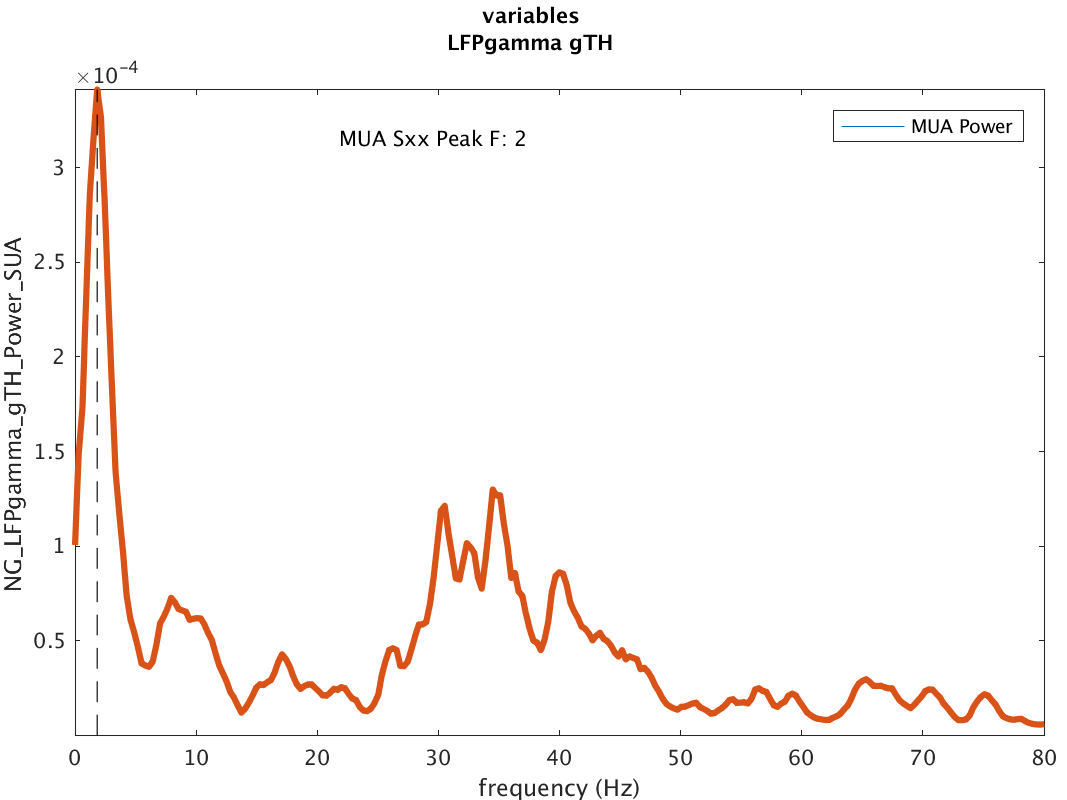 variables
LFPgamma gTH
×10⁻⁴
MUA Sxx Peak F: 2
MUA Power
NG_LFPgamma_gTH_Power_SUA
3
2.5
2
1.5
1
0.5
0 10 20 30 40 50 60 70 80
frequency (Hz)